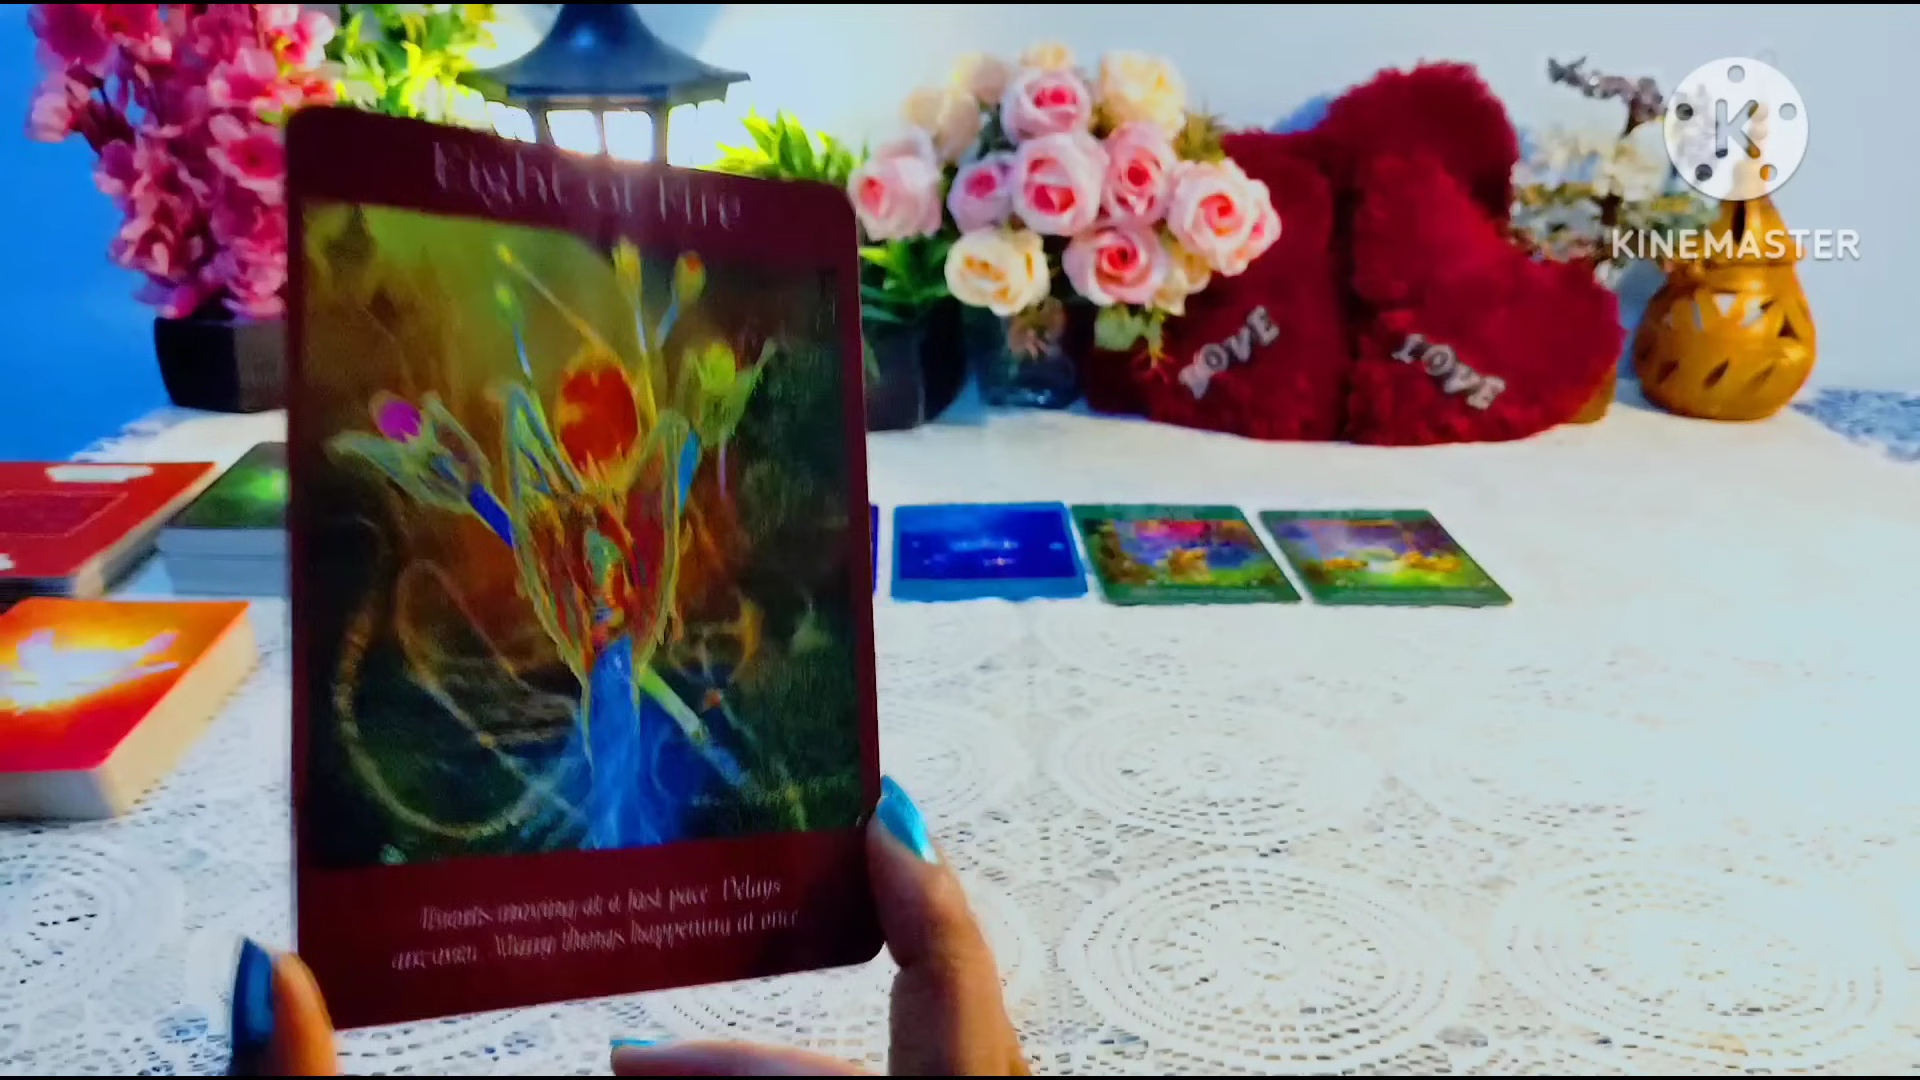 Eight of Fire
K
KINEMASTER
LOVE
LOVE
Events moving at a fast pace. Delays
are over. Many things happening at once